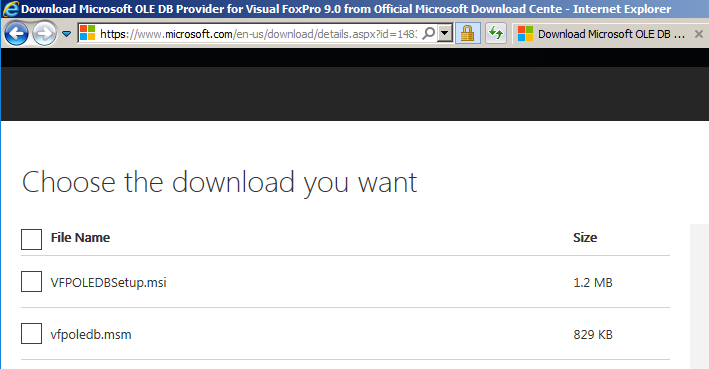 Download Microsoft OLE DB Provider for Visual FoxPro 9.0 from Official Microsoft Download Cente - Internet Explorer
https://www.microsoft.com/en-us/download/details.aspx?id=148
Download Microsoft OLE DB ...
Choose the download you want
File Name Size
VFPOLEDBSetup.msi 1.2 MB
vfpoledb.msm 829 KB